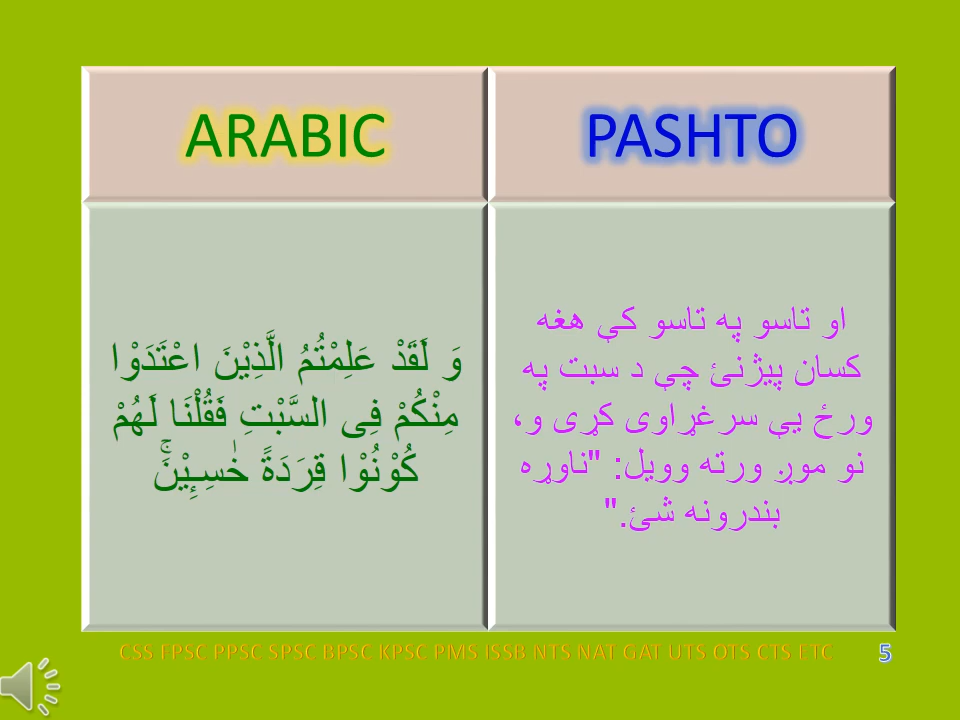 ARABIC
PASHTO
وَ لَقَدْ عَلِمْتُمُ الَّذِیْنَ اعْتَدَوْا
مِنْكُمْ فِی السَّبْتِ فَقُلْنَا لَهُمْ
كُوْنُوْا قِرَدَةً خٰسِـٕیْنَۚ
او تاسو په تاسو کې هغه
کسان پیژنئ چې د سبت په
ورځ یې سرغړاوی کړی و،
نو موږ ورته وویل: "ناوړه
بندرونه شئ."
CSS FPSC PPSC SPSC BPSC KPSC PMS ISSB NTS NAT GAT UTS OTS CTS ETC
5